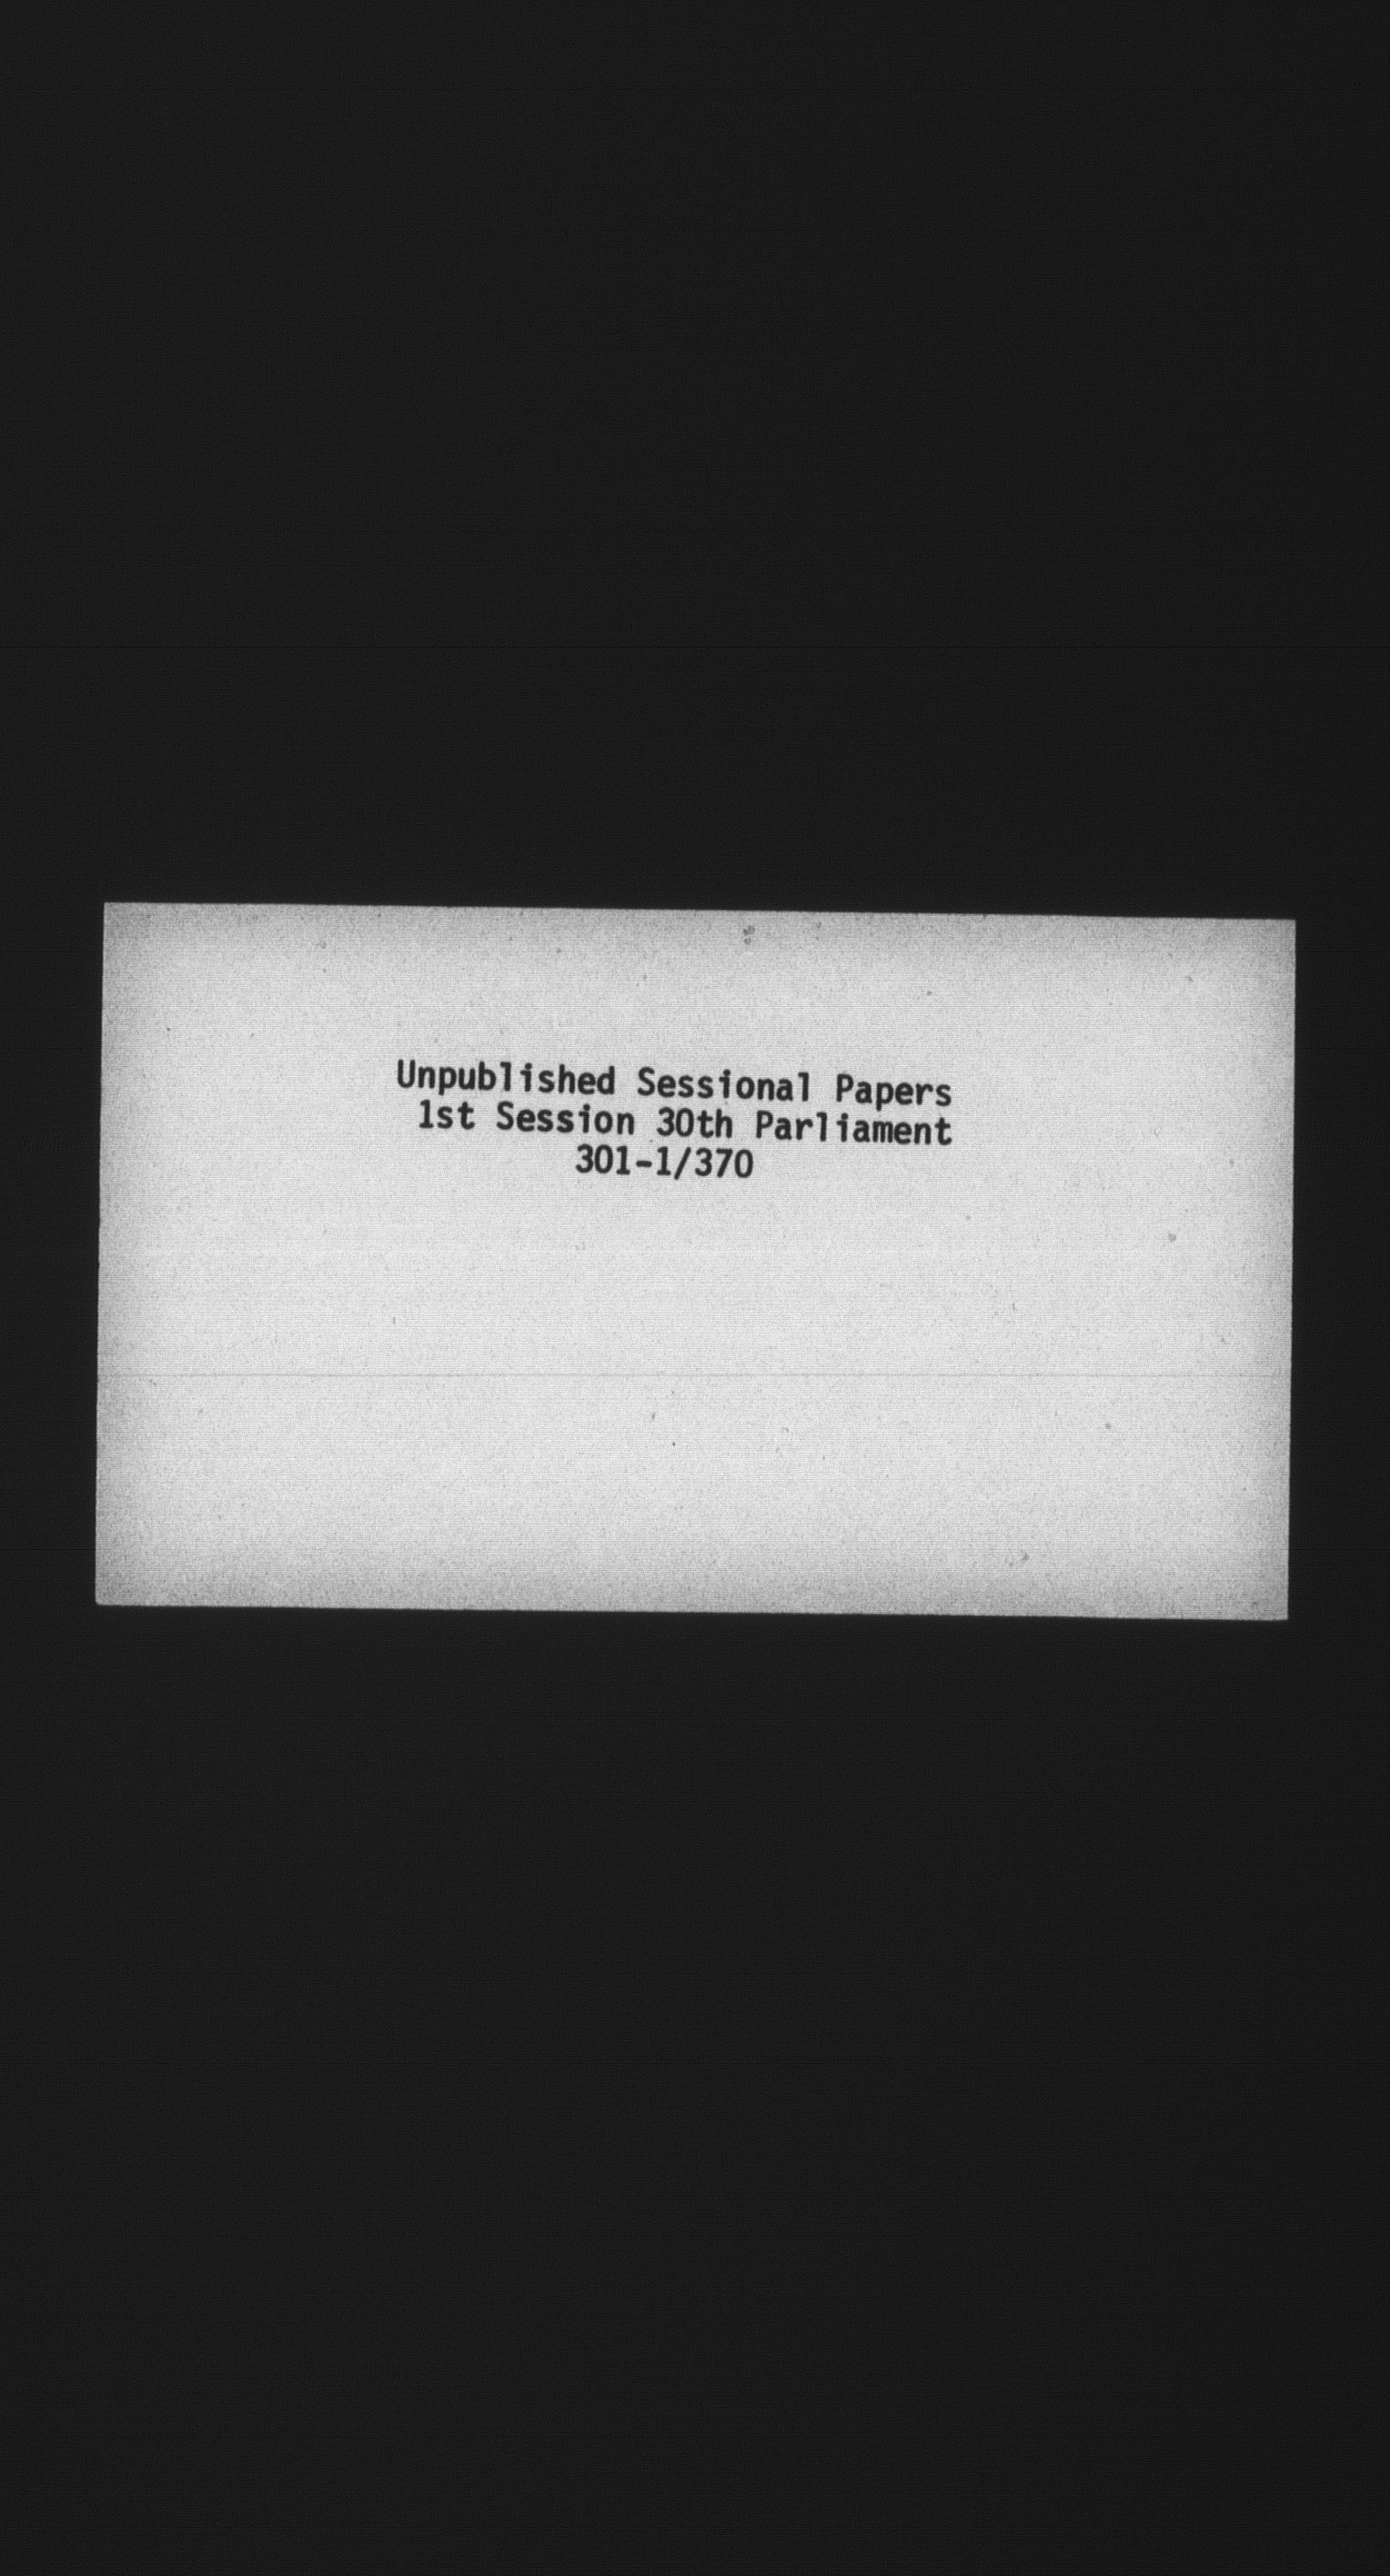 Unpublished Sessional Papers
1st Session 30th Parliament
301-1/370